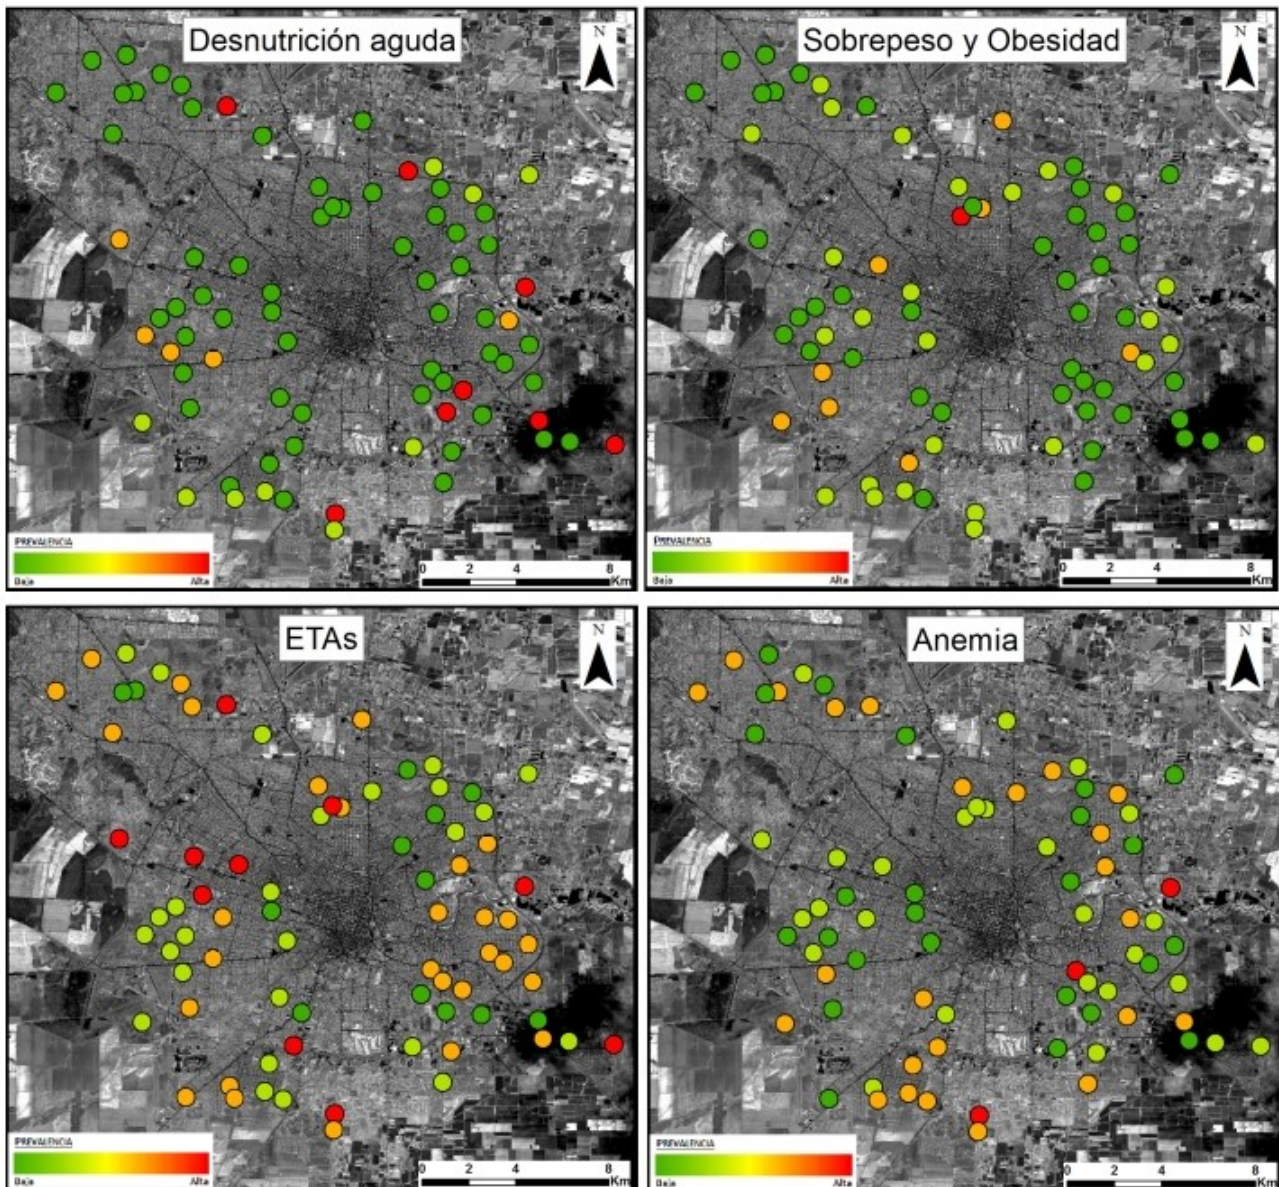 Desnutrición aguda
N
PREVALENCIA
Baja Alta
0 2 4 8
Km
Sobrepeso y Obesidad
N
PREVALENCIA
Baja Alta
0 2 4 8
Km
ETAs
N
PREVALENCIA
Baja Alta
0 2 4 8
Km
Anemia
N
PREVALENCIA
Baja Alta
0 2 4 8
Km